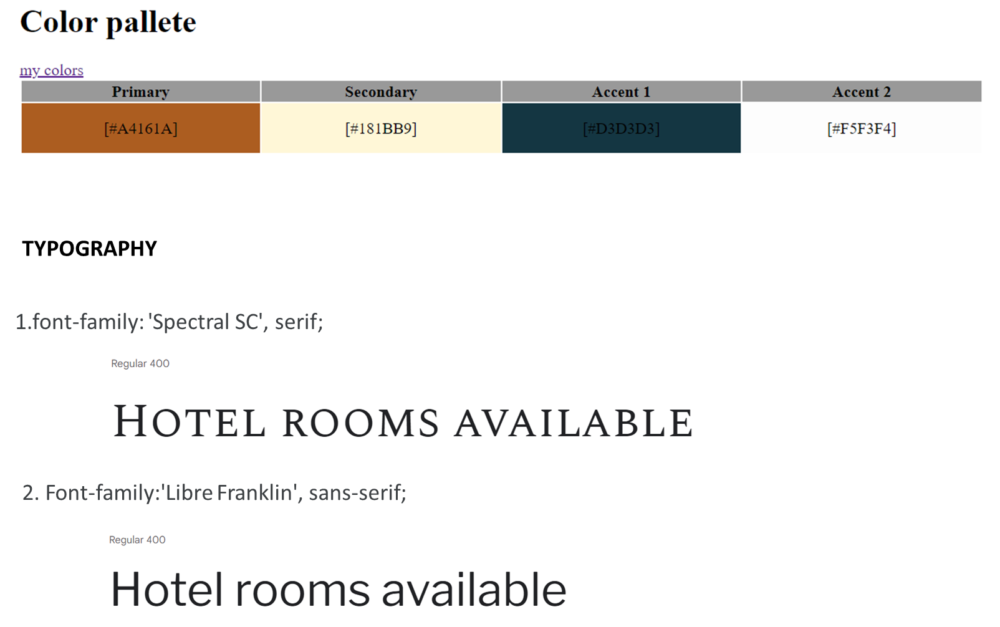 Color pallete
my colors
Primary Secondary Accent 1 Accent 2
[#A4161A] [#181BB9] [#D3D3D3] [#F5F3F4]
TYPOGRAPHY
1.font-family: 'Spectral SC', serif;
Regular 400
Hotel rooms available
2. Font-family:'Libre Franklin', sans-serif;
Regular 400
Hotel rooms available